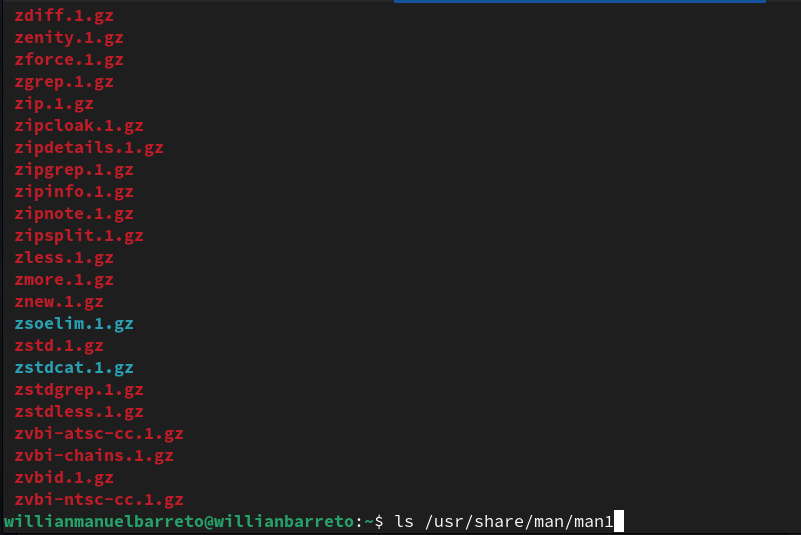 zdiff.1.gz
zenity.1.gz
zforce.1.gz
zgrep.1.gz
zip.1.gz
zipcloak.1.gz
zipdetails.1.gz
zipgrep.1.gz
zipinfo.1.gz
zipnote.1.gz
zipsplit.1.gz
zless.1.gz
zmore.1.gz
znew.1.gz
zsoelim.1.gz
zstd.1.gz
zstdcat.1.gz
zstdgrep.1.gz
zstdless.1.gz
zvbi-atsc-cc.1.gz
zvbi-chains.1.gz
zvbid.1.gz
zvbi-ntsc-cc.1.gz
willianmanuelbarreto@willianbarreto:~$ ls /usr/share/man/man1